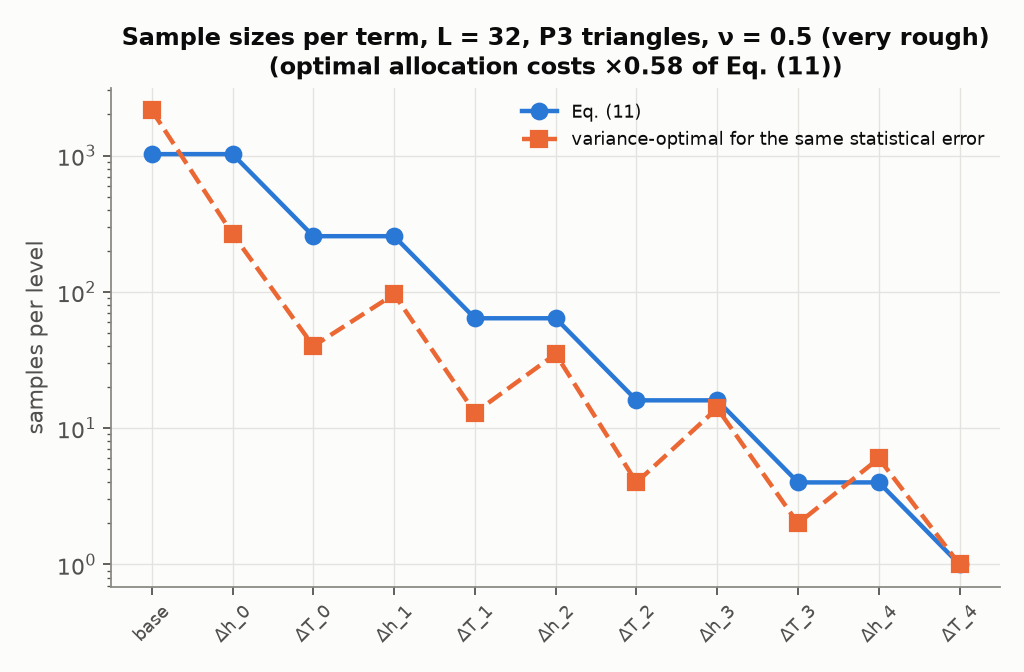 Sample sizes per term, L = 32, P3 triangles, ν = 0.5 (very rough)
(optimal allocation costs ×0.58 of Eq. (11))
Eq. (11)
variance-optimal for the same statistical error
samples per level
10³
10²
10¹
10⁰
base
Δh_0
ΔT_0
Δh_1
ΔT_1
Δh_2
ΔT_2
Δh_3
ΔT_3
Δh_4
ΔT_4